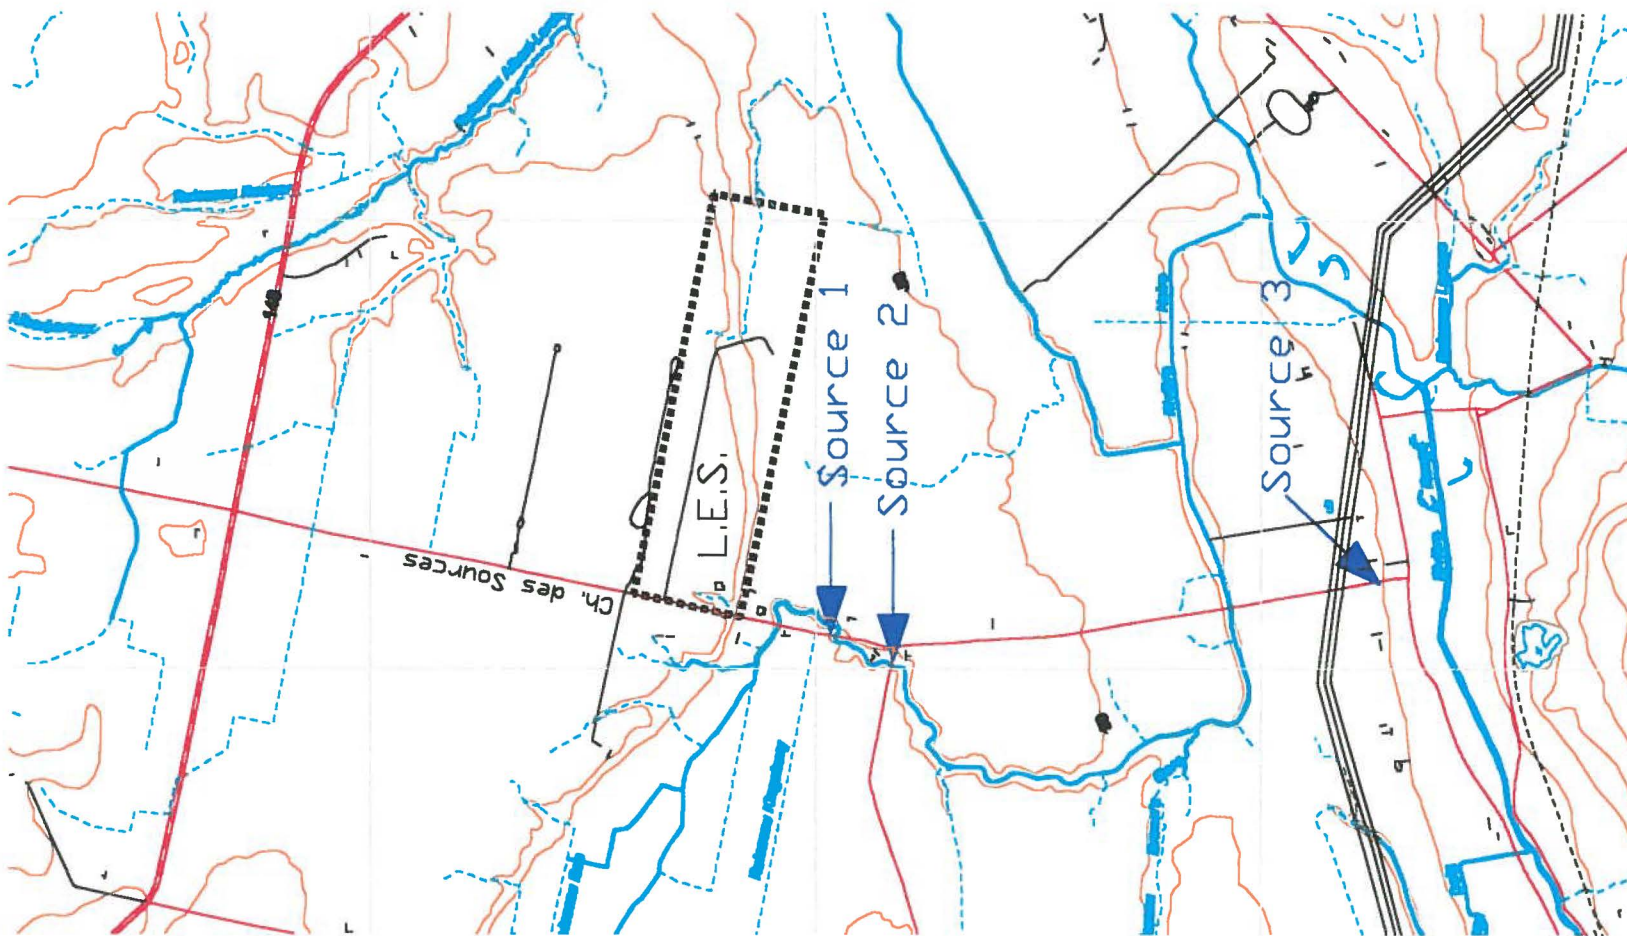 Source 1
Source 2
Source 3
L.E.S.
Ch. des Sources